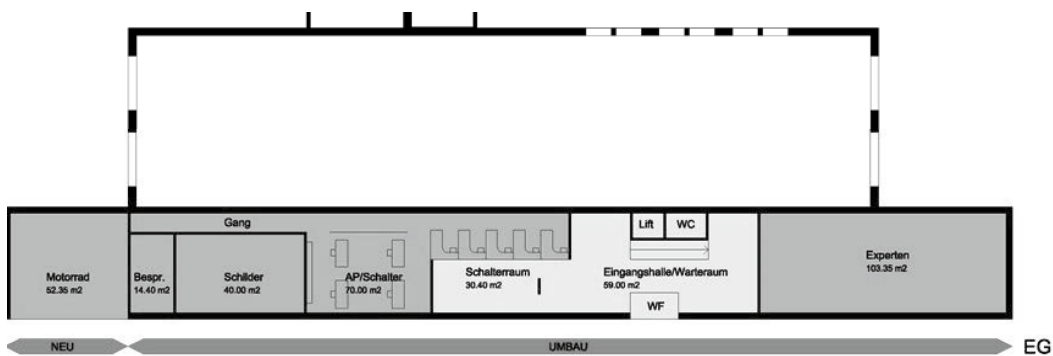 Gang
Lift
WC
Motorrad
52.35 m2
Bespr.
14.40 m2
Schilder
40.00 m2
AP/Schalter
70.00 m2
Schalterraum
30.40 m2
Eingangshalle/Warteraum
59.00 m2
Experten
103.35 m2
WF
NEU
UMBAU
EG